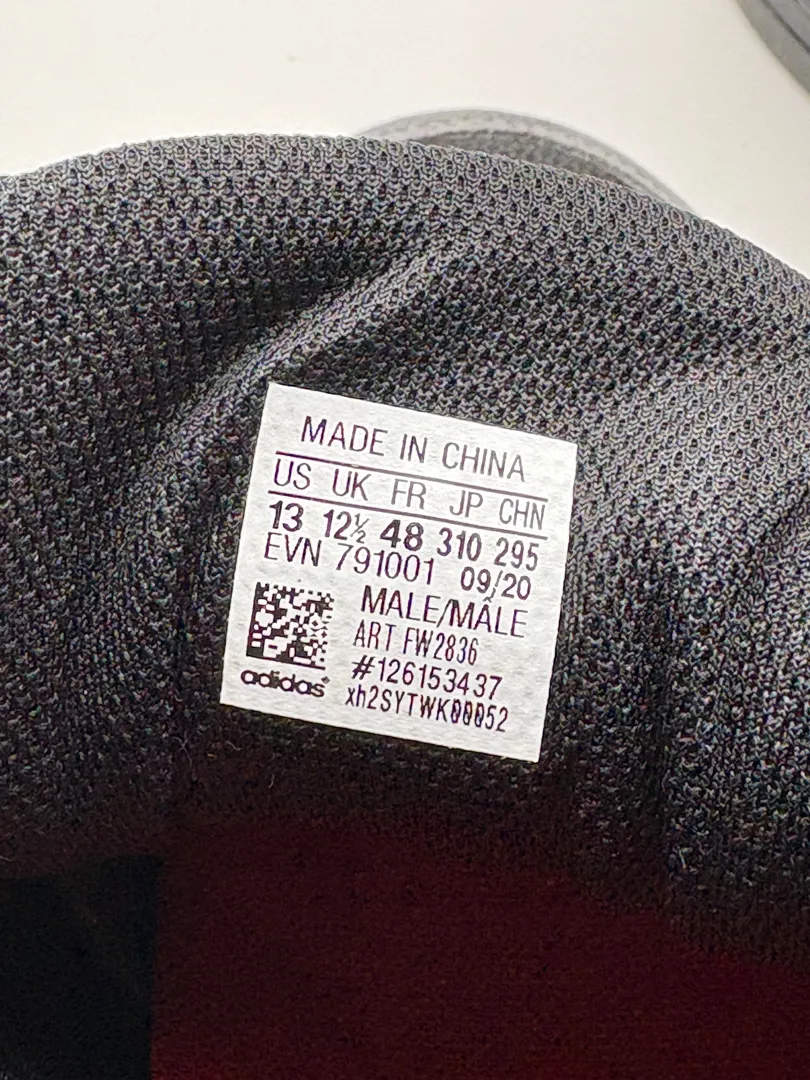 MADE IN CHINA
US UK FR JP CHN
13 12½ 48 310 295
EVN 791001 09/20
MALE/MÂLE
ART FW2836
#126153437
xh2SYTWK00052
adidas®